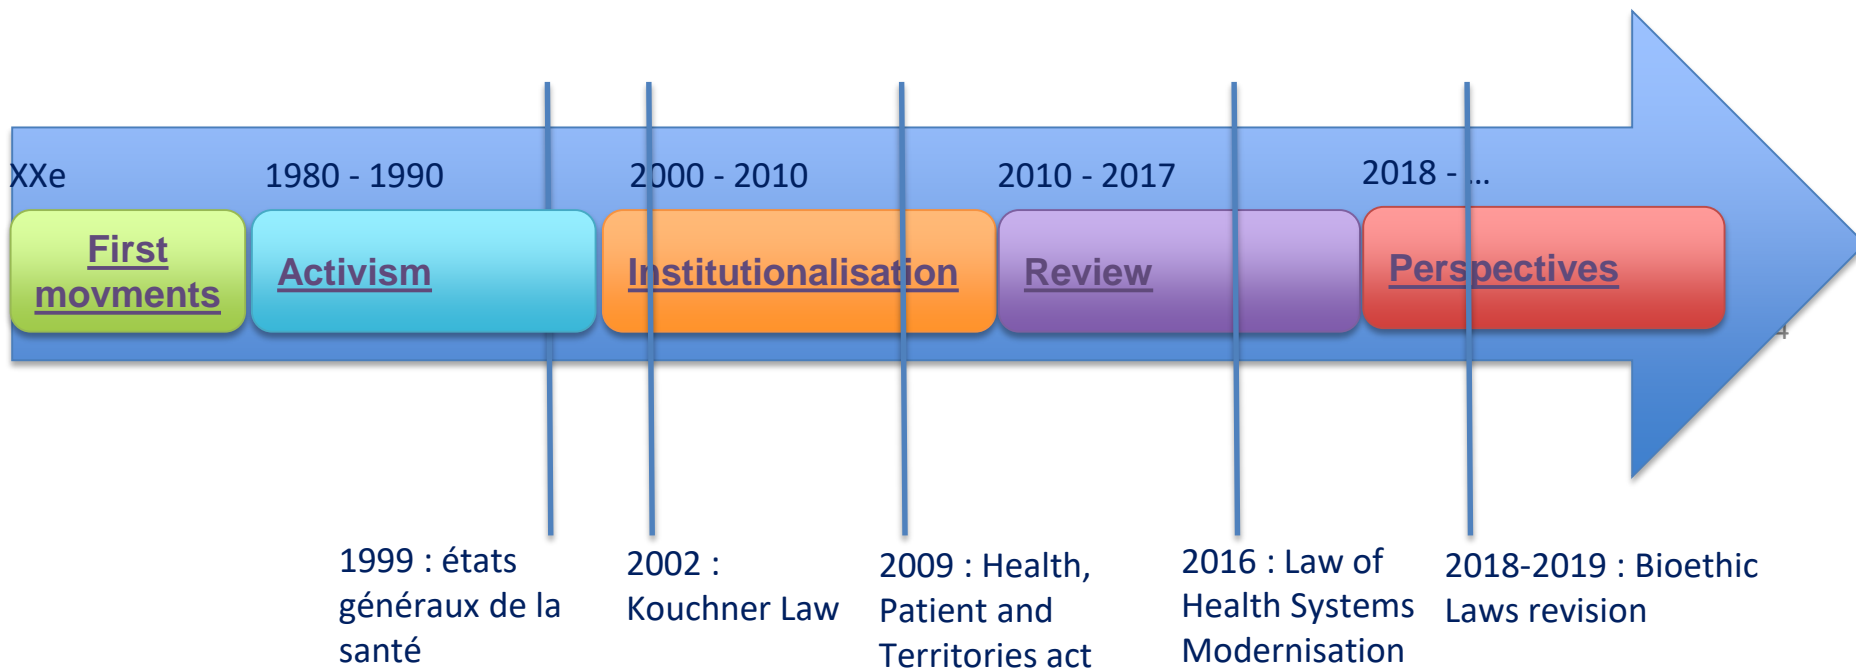 XXe
1980 - 1990
2000 - 2010
2010 - 2017
2018 - ...
First
movments
Activism
Institutionalisation
Review
Perspectives
4
1999 : états
généraux de la
santé
2002 :
Kouchner Law
2009 : Health,
Patient and
Territories act
2016 : Law of
Health Systems
Modernisation
2018-2019 : Bioethic
Laws revision